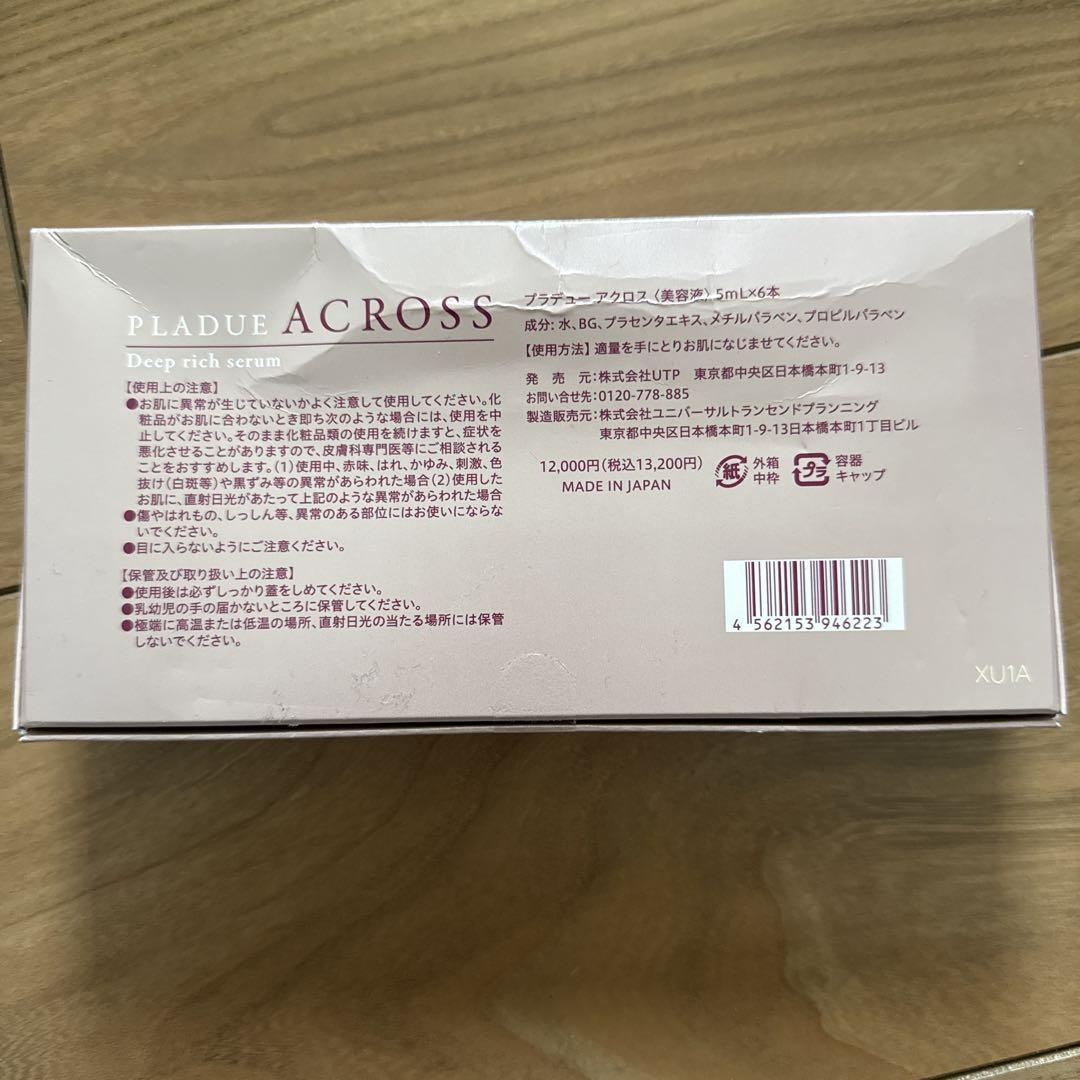 PLADUE ACROSS
Deep rich serum
【使用上の注意】
●お肌に異常が生じていないかよく注意して使用してください。化
粧品がお肌に合わないとき即ち次のような場合には、使用を中
止してください。そのまま化粧品類の使用を続けますと、症状を
悪化させることがありますので、皮膚科専門医等にご相談される
ことをおすすめします。(1)使用中、赤味、はれ、かゆみ、刺激、色
抜け(白斑等)や黒ずみ等の異常があらわれた場合(2)使用した
お肌に、直射日光があたって上記のような異常があらわれた場合
●傷やはれもの、しっしん等、異常のある部位にはお使いにならな
いでください。
●目に入らないようにご注意ください。
【保管及び取り扱い上の注意】
●使用後は必ずしっかり蓋をしめてください。
●乳幼児の手の届かないところに保管してください。
●極端に高温または低温の場所、直射日光の当たる場所には保管
しないでください。
プラデュー アクロス〈美容液〉5mL×6本
成分:水、BG、プラセンタエキス、メチルパラベン、プロピルパラベン
【使用方法】適量を手にとりお肌になじませてください。
発 売 元:株式会社UTP 東京都中央区日本橋本町1-9-13
お問い合せ先:0120-778-885
製造販売元:株式会社ユニバーサルトランセンドプランニング
東京都中央区日本橋本町1-9-13日本橋本町1丁目ビル
12,000円(税込13,200円) 紙 外箱 中枠 プラ 容器 キャップ
MADE IN JAPAN
4 562153 946223
XU1A